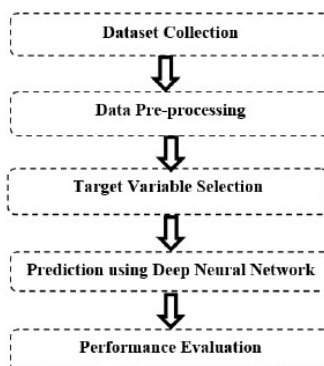 Dataset Collection
Data Pre-processing
Target Variable Selection
Prediction using Deep Neural Network
Performance Evaluation